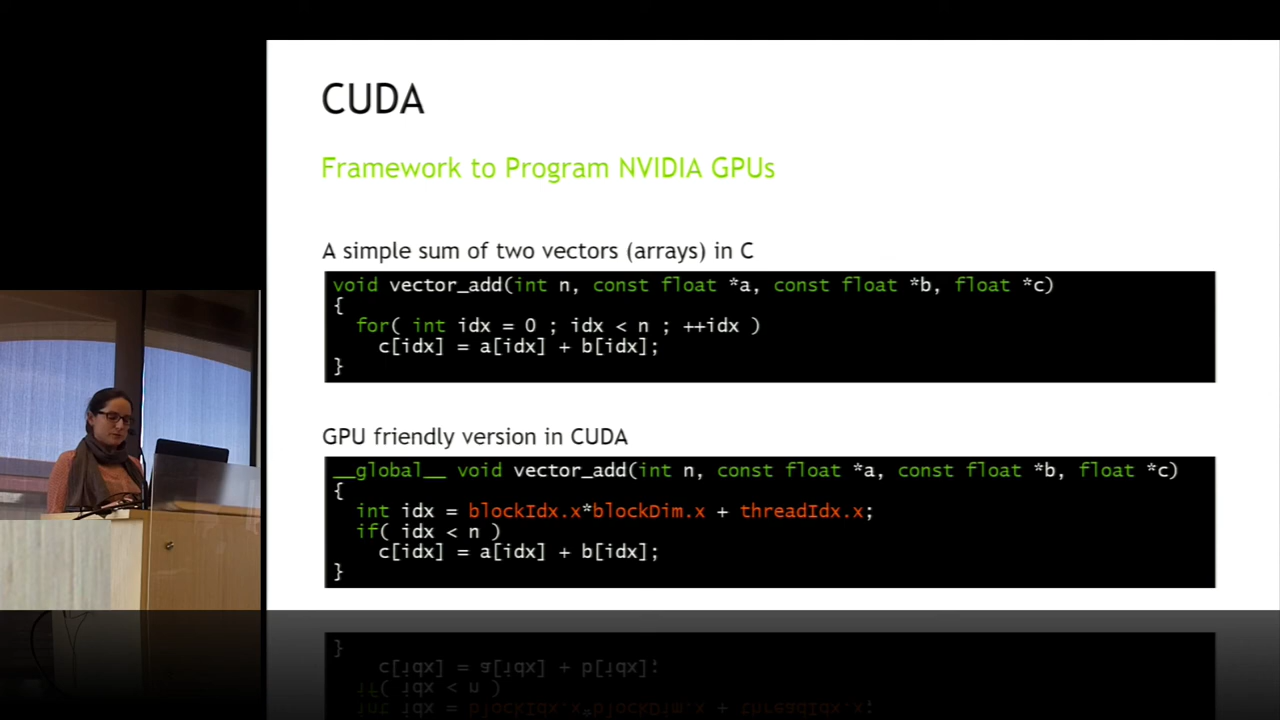 CUDA
Framework to Program NVIDIA GPUs
A simple sum of two vectors (arrays) in C
void vector_add(int n, const float *a, const float *b, float *c)
{
  for( int idx = 0 ; idx < n ; ++idx )
    c[idx] = a[idx] + b[idx];
}
GPU friendly version in CUDA
__global__ void vector_add(int n, const float *a, const float *b, float *c)
{
  int idx = blockIdx.x*blockDim.x + threadIdx.x;
  if( idx < n )
    c[idx] = a[idx] + b[idx];
}